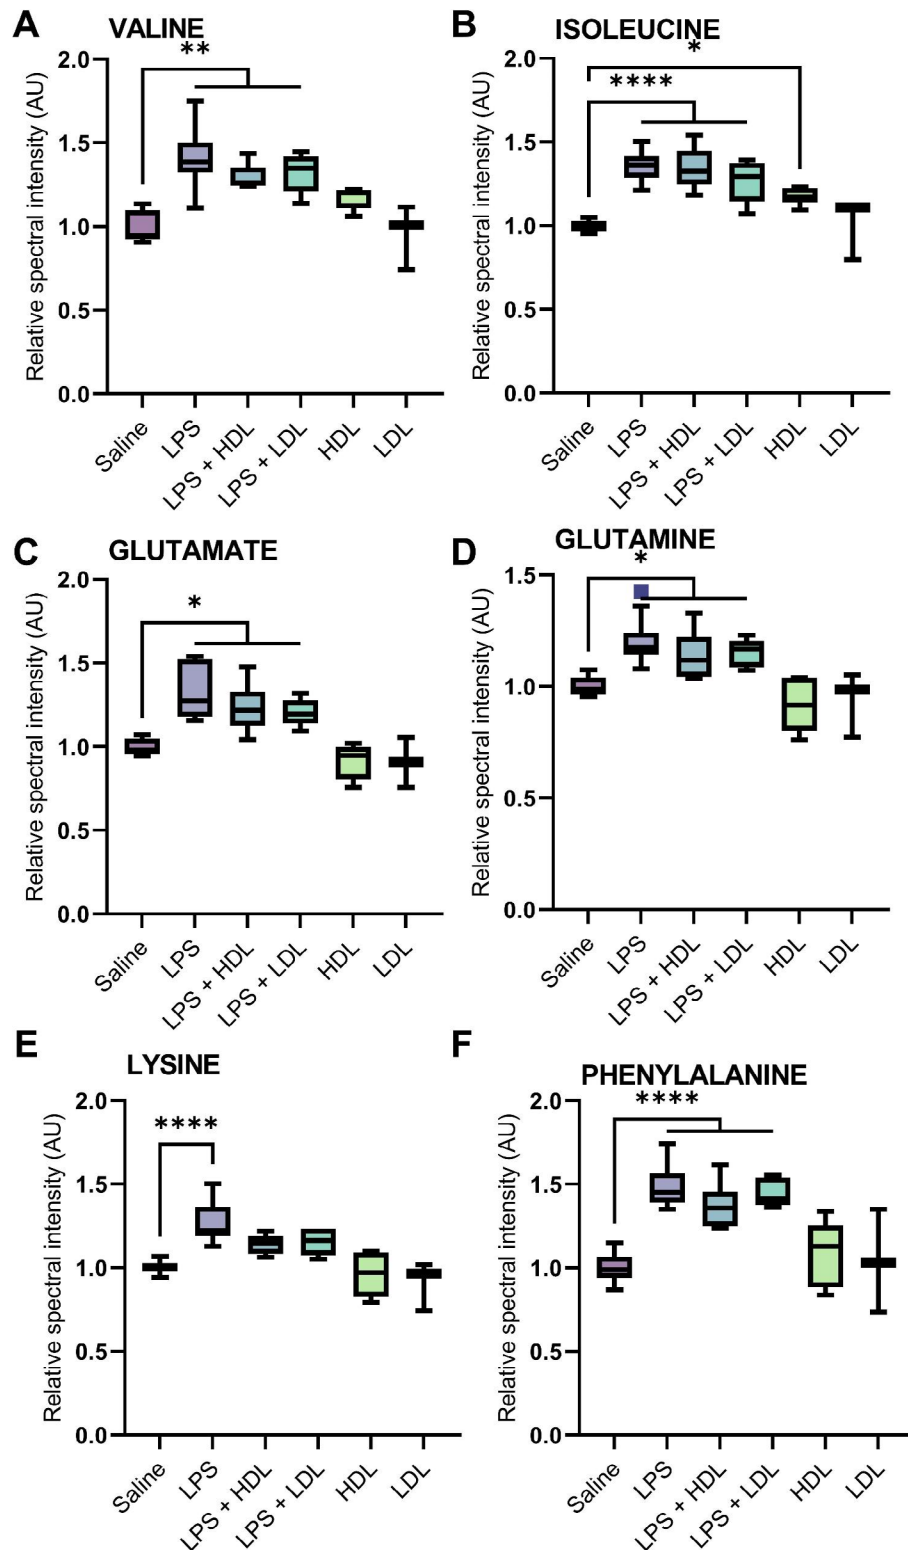 A
VALINE
**
Relative spectral intensity (AU)
2.0
1.5
1.0
0.5
0.0
Saline
LPS
LPS + HDL
LPS + LDL
HDL
LDL
B
ISOLEUCINE
*
****
Relative spectral intensity (AU)
2.0
1.5
1.0
0.5
0.0
Saline
LPS
LPS + HDL
LPS + LDL
HDL
LDL
C
GLUTAMATE
*
Relative spectral intensity (AU)
2.0
1.5
1.0
0.5
0.0
Saline
LPS
LPS + HDL
LPS + LDL
HDL
LDL
D
GLUTAMINE
*
Relative spectral intensity (AU)
1.5
1.0
0.5
0.0
Saline
LPS
LPS + HDL
LPS + LDL
HDL
LDL
E
LYSINE
****
Relative spectral intensity (AU)
2.0
1.5
1.0
0.5
0.0
Saline
LPS
LPS + HDL
LPS + LDL
HDL
LDL
F
PHENYLALANINE
****
Relative spectral intensity (AU)
2.0
1.5
1.0
0.5
0.0
Saline
LPS
LPS + HDL
LPS + LDL
HDL
LDL